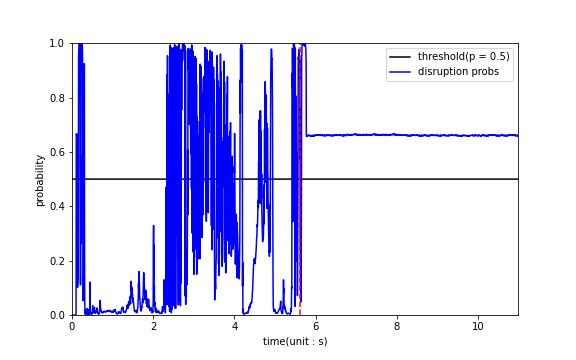 1.0
0.8
0.6
0.4
0.2
0.0
probability
0 2 4 6 8 10
time(unit : s)
threshold(p = 0.5)
disruption probs